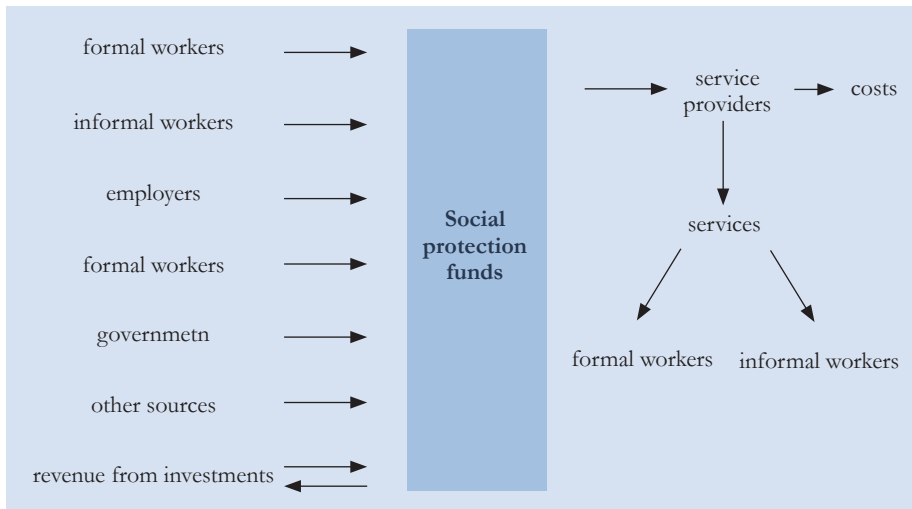 formal workers
informal workers
employers
formal workers
governmetn
other sources
revenue from investments
Social
protection
funds
service
providers
costs
services
formal workers
informal workers